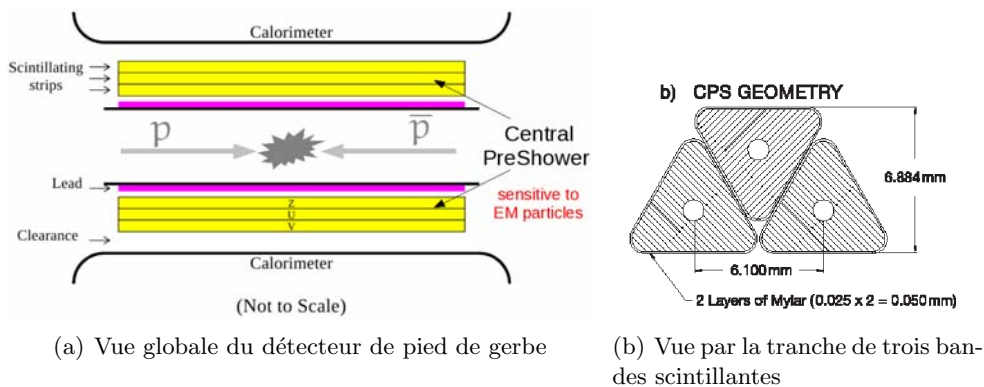 Calorimeter
Scintillating
strips
p
p̅
Central
PreShower
Lead
sensitive to
EM particles
Z
U
V
Clearance
Calorimeter
(Not to Scale)
(a) Vue globale du détecteur de pied de gerbe
b) CPS GEOMETRY
6.884mm
6.100mm
2 Layers of Mylar (0.025 x 2 = 0.050mm)
(b) Vue par la tranche de trois ban-
des scintillantes